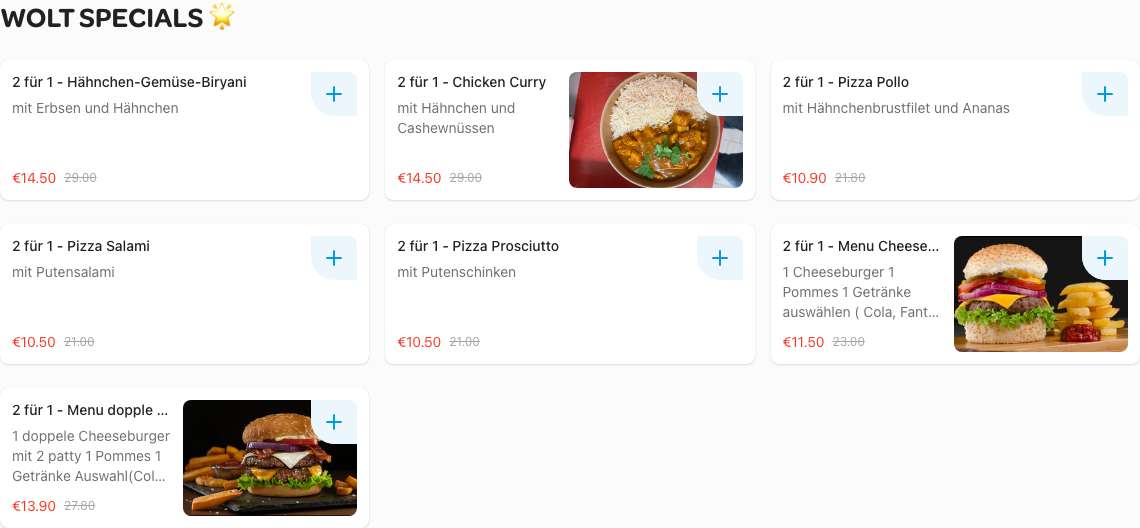 WOLT SPECIALS 🌟
2 für 1 - Hähnchen-Gemüse-Biryani
mit Erbsen und Hähnchen
€14.50 29.00
2 für 1 - Chicken Curry
mit Hähnchen und
Cashewnüssen
€14.50 29.00
2 für 1 - Pizza Pollo
mit Hähnchenbrustfilet und Ananas
€10.90 21.80
2 für 1 - Pizza Salami
mit Putensalami
€10.50 21.00
2 für 1 - Pizza Prosciutto
mit Putenschinken
€10.50 21.00
2 für 1 - Menu Cheese...
1 Cheeseburger 1
Pommes 1 Getränke
auswählen ( Cola, Fant...
€11.50 23.00
2 für 1 - Menu dopple ...
1 doppele Cheeseburger
mit 2 patty 1 Pommes 1
Getränke Auswahl(Col...
€13.90 27.80